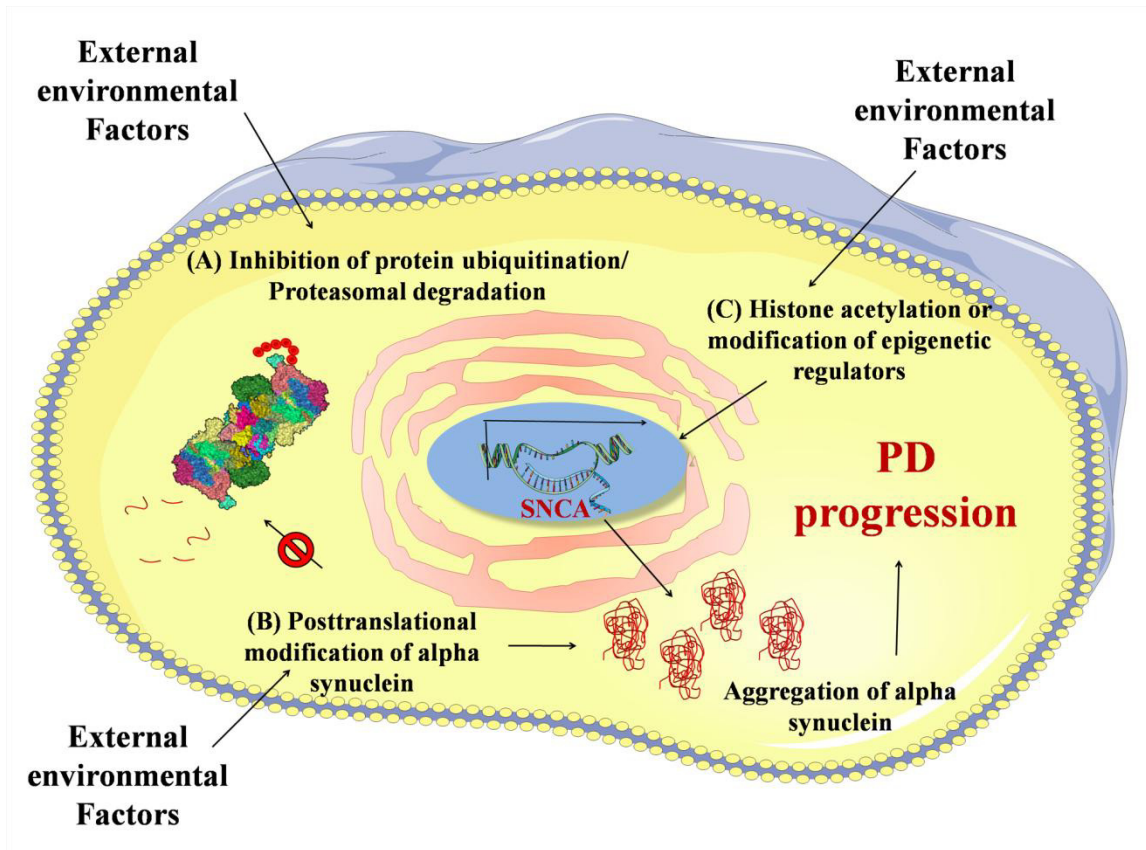 External
environmental
Factors
External
environmental
Factors
(A) Inhibition of protein ubiquitination/
Proteasomal degradation
(C) Histone acetylation or
modification of epigenetic
regulators
PD
progression
SNCA
(B) Posttranslational
modification of alpha
synuclein
Aggregation of alpha
synuclein
External
environmental
Factors